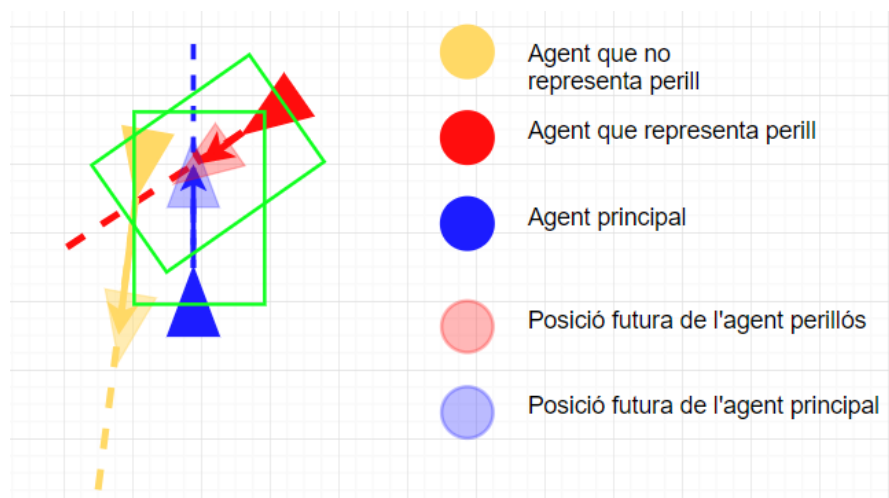 Agent que no
representa perill
Agent que representa perill
Agent principal
Posició futura de l'agent perillós
Posició futura de l'agent principal